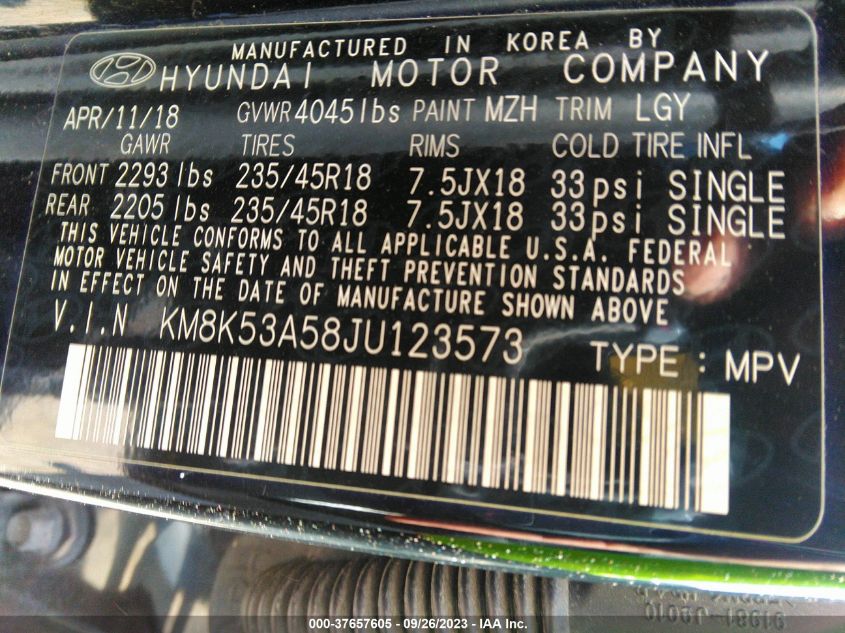 MANUFACTURED IN KOREA BY
HYUNDAI MOTOR COMPANY
APR/11/18 GVWR 4045 lbs PAINT MZH TRIM LGY
GAWR TIRES RIMS COLD TIRE INFL
FRONT 2293 lbs 235/45R18 7.5JX18 33psi SINGLE
REAR 2205 lbs 235/45R18 7.5JX18 33psi SINGLE
THIS VEHICLE CONFORMS TO ALL APPLICABLE U.S.A. FEDERAL
MOTOR VEHICLE SAFETY AND THEFT PREVENTION STANDARDS
IN EFFECT ON THE DATE OF MANUFACTURE SHOWN ABOVE
V.I.N KM8K53A58JU123573 TYPE : MPV
91981-J9010
000-37657605 - 09/26/2023 - IAA Inc.